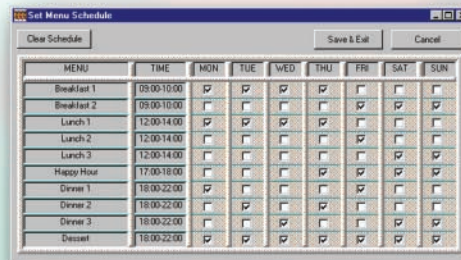 Set Menu Schedule
Clear Schedule Save & Exit Cancel
MENU TIME MON TUE WED THU FRI SAT SUN
Breakfast 1 09:00-10:00
Breakfast 2 09:00-10:00
Lunch 1 12:00-14:00
Lunch 2 12:00-14:00
Lunch 3 12:00-14:00
Happy Hour 17:00-18:00
Dinner 1 18:00-22:00
Dinner 2 18:00-22:00
Dinner 3 18:00-22:00
Dessert 18:00-22:00